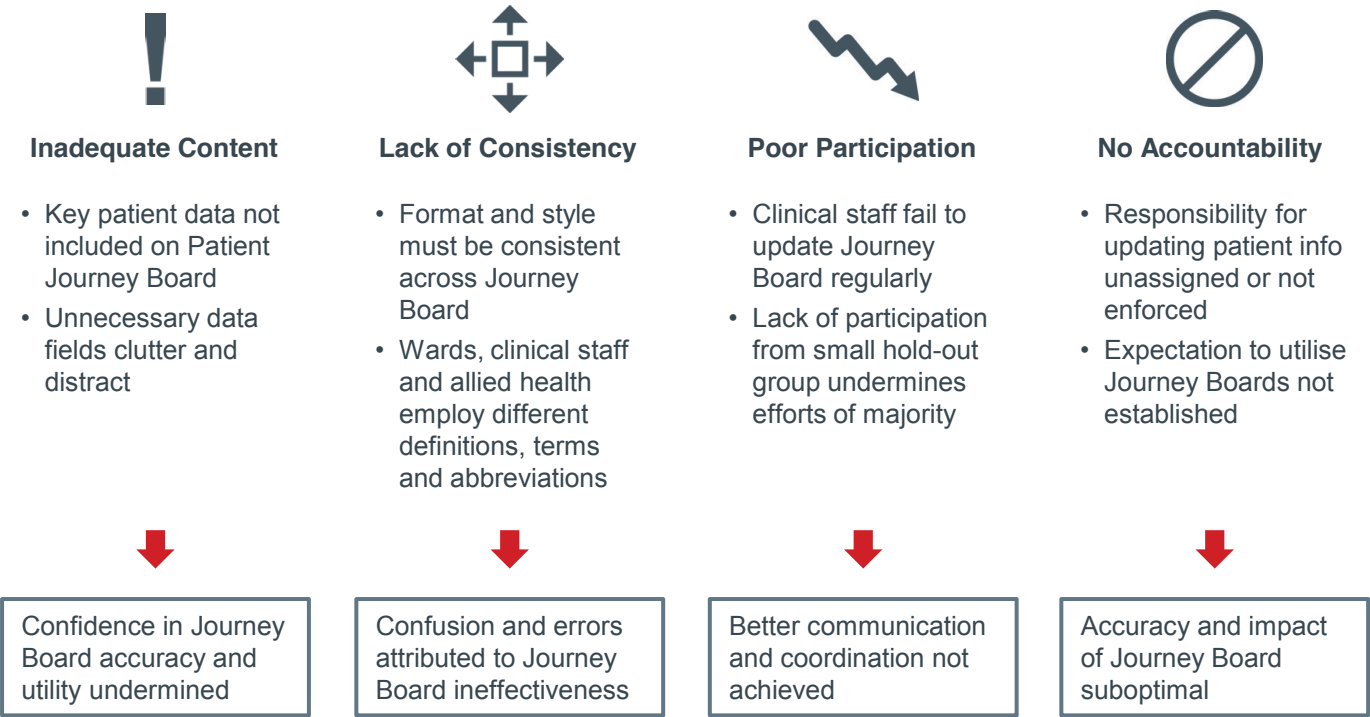 Inadequate Content
• Key patient data not
included on Patient
Journey Board
• Unnecessary data
fields clutter and
distract
Confidence in Journey
Board accuracy and
utility undermined
Lack of Consistency
• Format and style
must be consistent
across Journey
Board
• Wards, clinical staff
and allied health
employ different
definitions, terms
and abbreviations
Confusion and errors
attributed to Journey
Board ineffectiveness
Poor Participation
• Clinical staff fail to
update Journey
Board regularly
• Lack of participation
from small hold-out
group undermines
efforts of majority
Better communication
and coordination not
achieved
No Accountability
• Responsibility for
updating patient info
unassigned or not
enforced
• Expectation to utilise
Journey Boards not
established
Accuracy and impact
of Journey Board
suboptimal